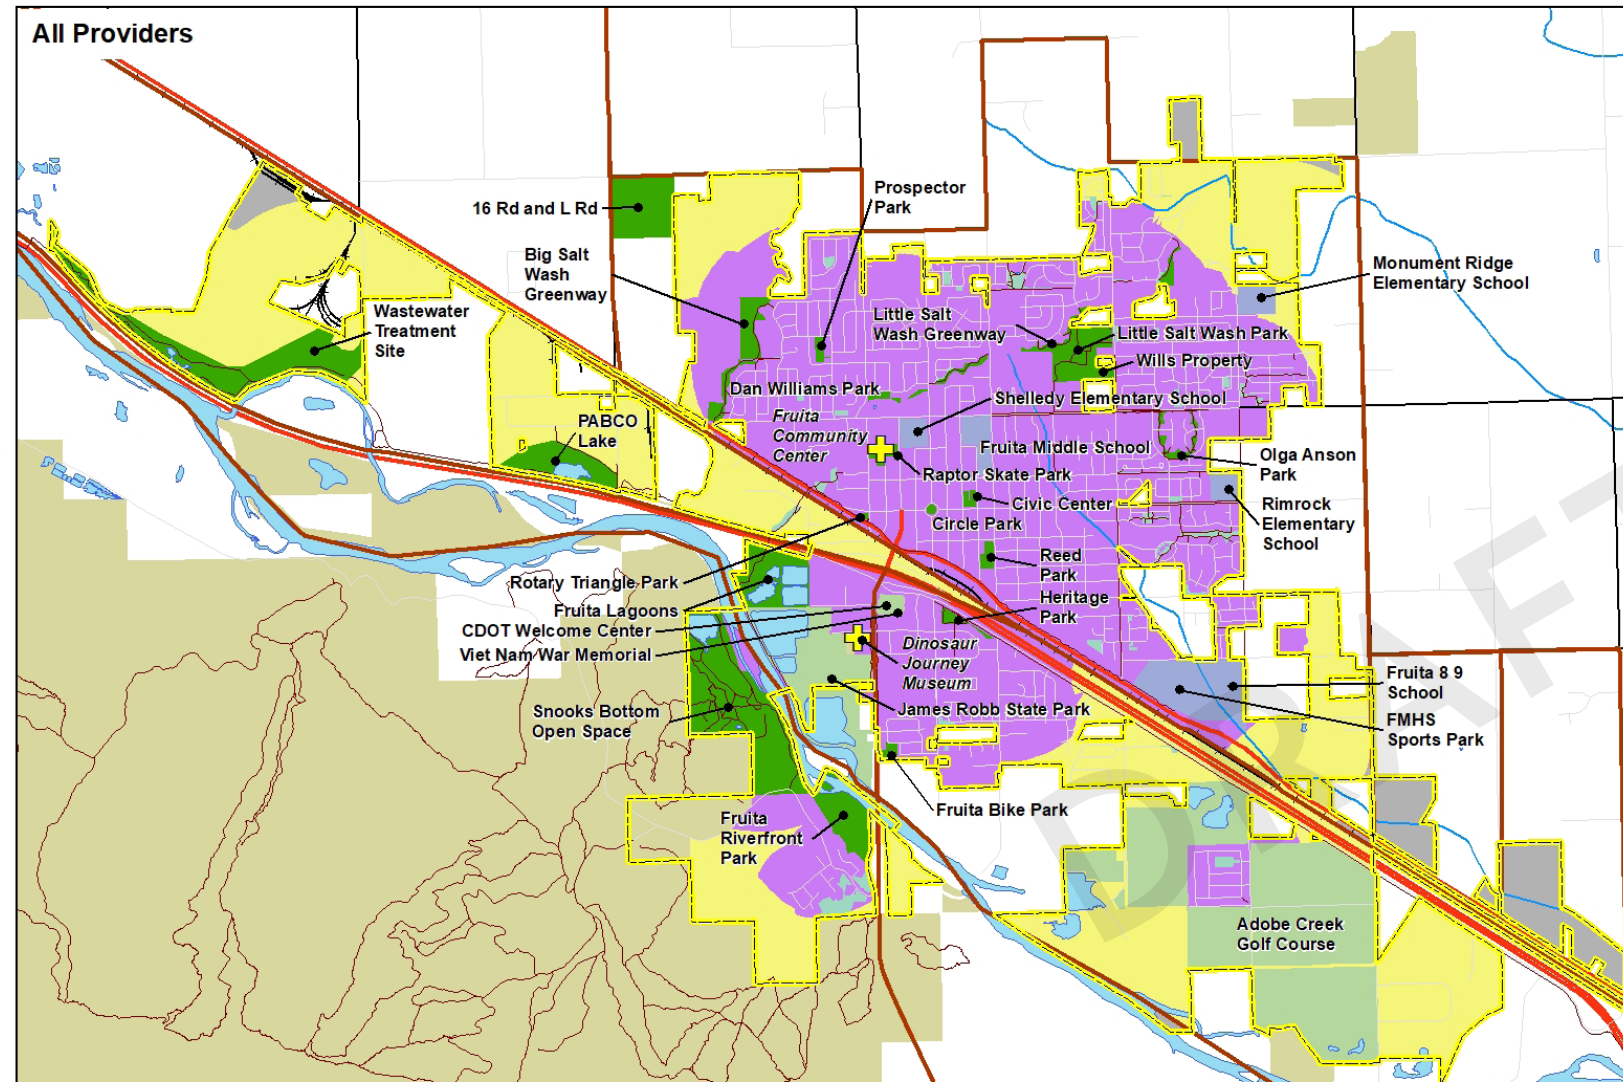 All Providers
16 Rd and L Rd
Prospector
Park
Big Salt
Wash
Greenway
Monument Ridge
Elementary School
Wastewater
Treatment
Site
Little Salt
Wash Greenway
Little Salt Wash Park
Wills Property
Dan Williams Park
Shelledy Elementary School
Fruita
Community
Center
PABCO
Lake
Fruita Middle School
Raptor Skate Park
Olga Anson
Park
Civic Center
Circle Park
Rimrock
Elementary
School
Reed
Park
Rotary Triangle Park
Heritage
Park
Fruita Lagoons
CDOT Welcome Center
Viet Nam War Memorial
Dinosaur
Journey
Museum
Fruita 8 9
School
Snooks Bottom
Open Space
James Robb State Park
FMHS
Sports Park
Fruita Bike Park
Fruita
Riverfront
Park
Adobe Creek
Golf Course
DRAFT